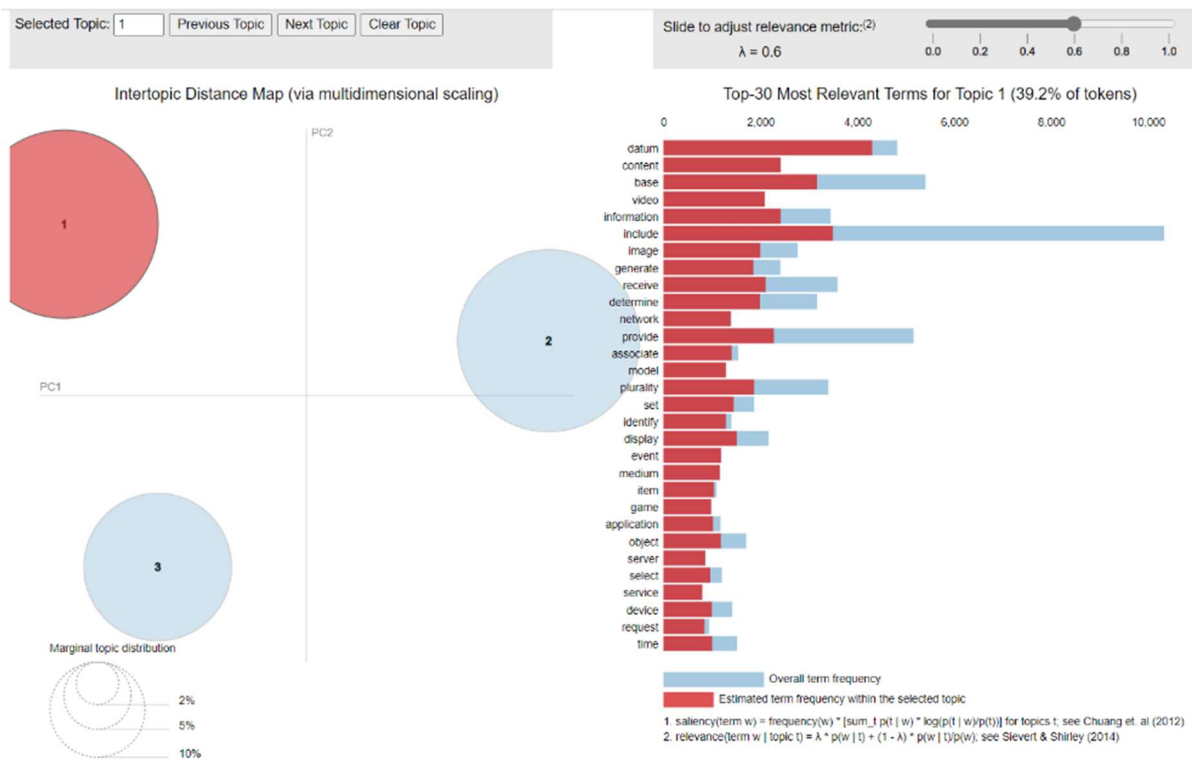 Selected Topic: 1 Previous Topic Next Topic Clear Topic
Slide to adjust relevance metric:(2)
λ = 0.6
0.0 0.2 0.4 0.6 0.8 1.0
Intertopic Distance Map (via multidimensional scaling)
PC2
PC1
1
2
3
Marginal topic distribution
2%
5%
10%
Top-30 Most Relevant Terms for Topic 1 (39.2% of tokens)
0 2,000 4,000 6,000 8,000 10,000
datum
content
base
video
information
include
image
generate
receive
determine
network
provide
associate
model
plurality
set
identify
display
event
medium
item
game
application
object
server
select
service
device
request
time
Overall term frequency
Estimated term frequency within the selected topic
1. saliency(term w) = frequency(w) * [sum_t p(t | w) * log(p(t | w)/p(t))] for topics t; see Chuang et. al (2012)
2. relevance(term w | topic t) = λ * p(w | t) + (1 - λ) * p(w | t)/p(w); see Sievert & Shirley (2014)